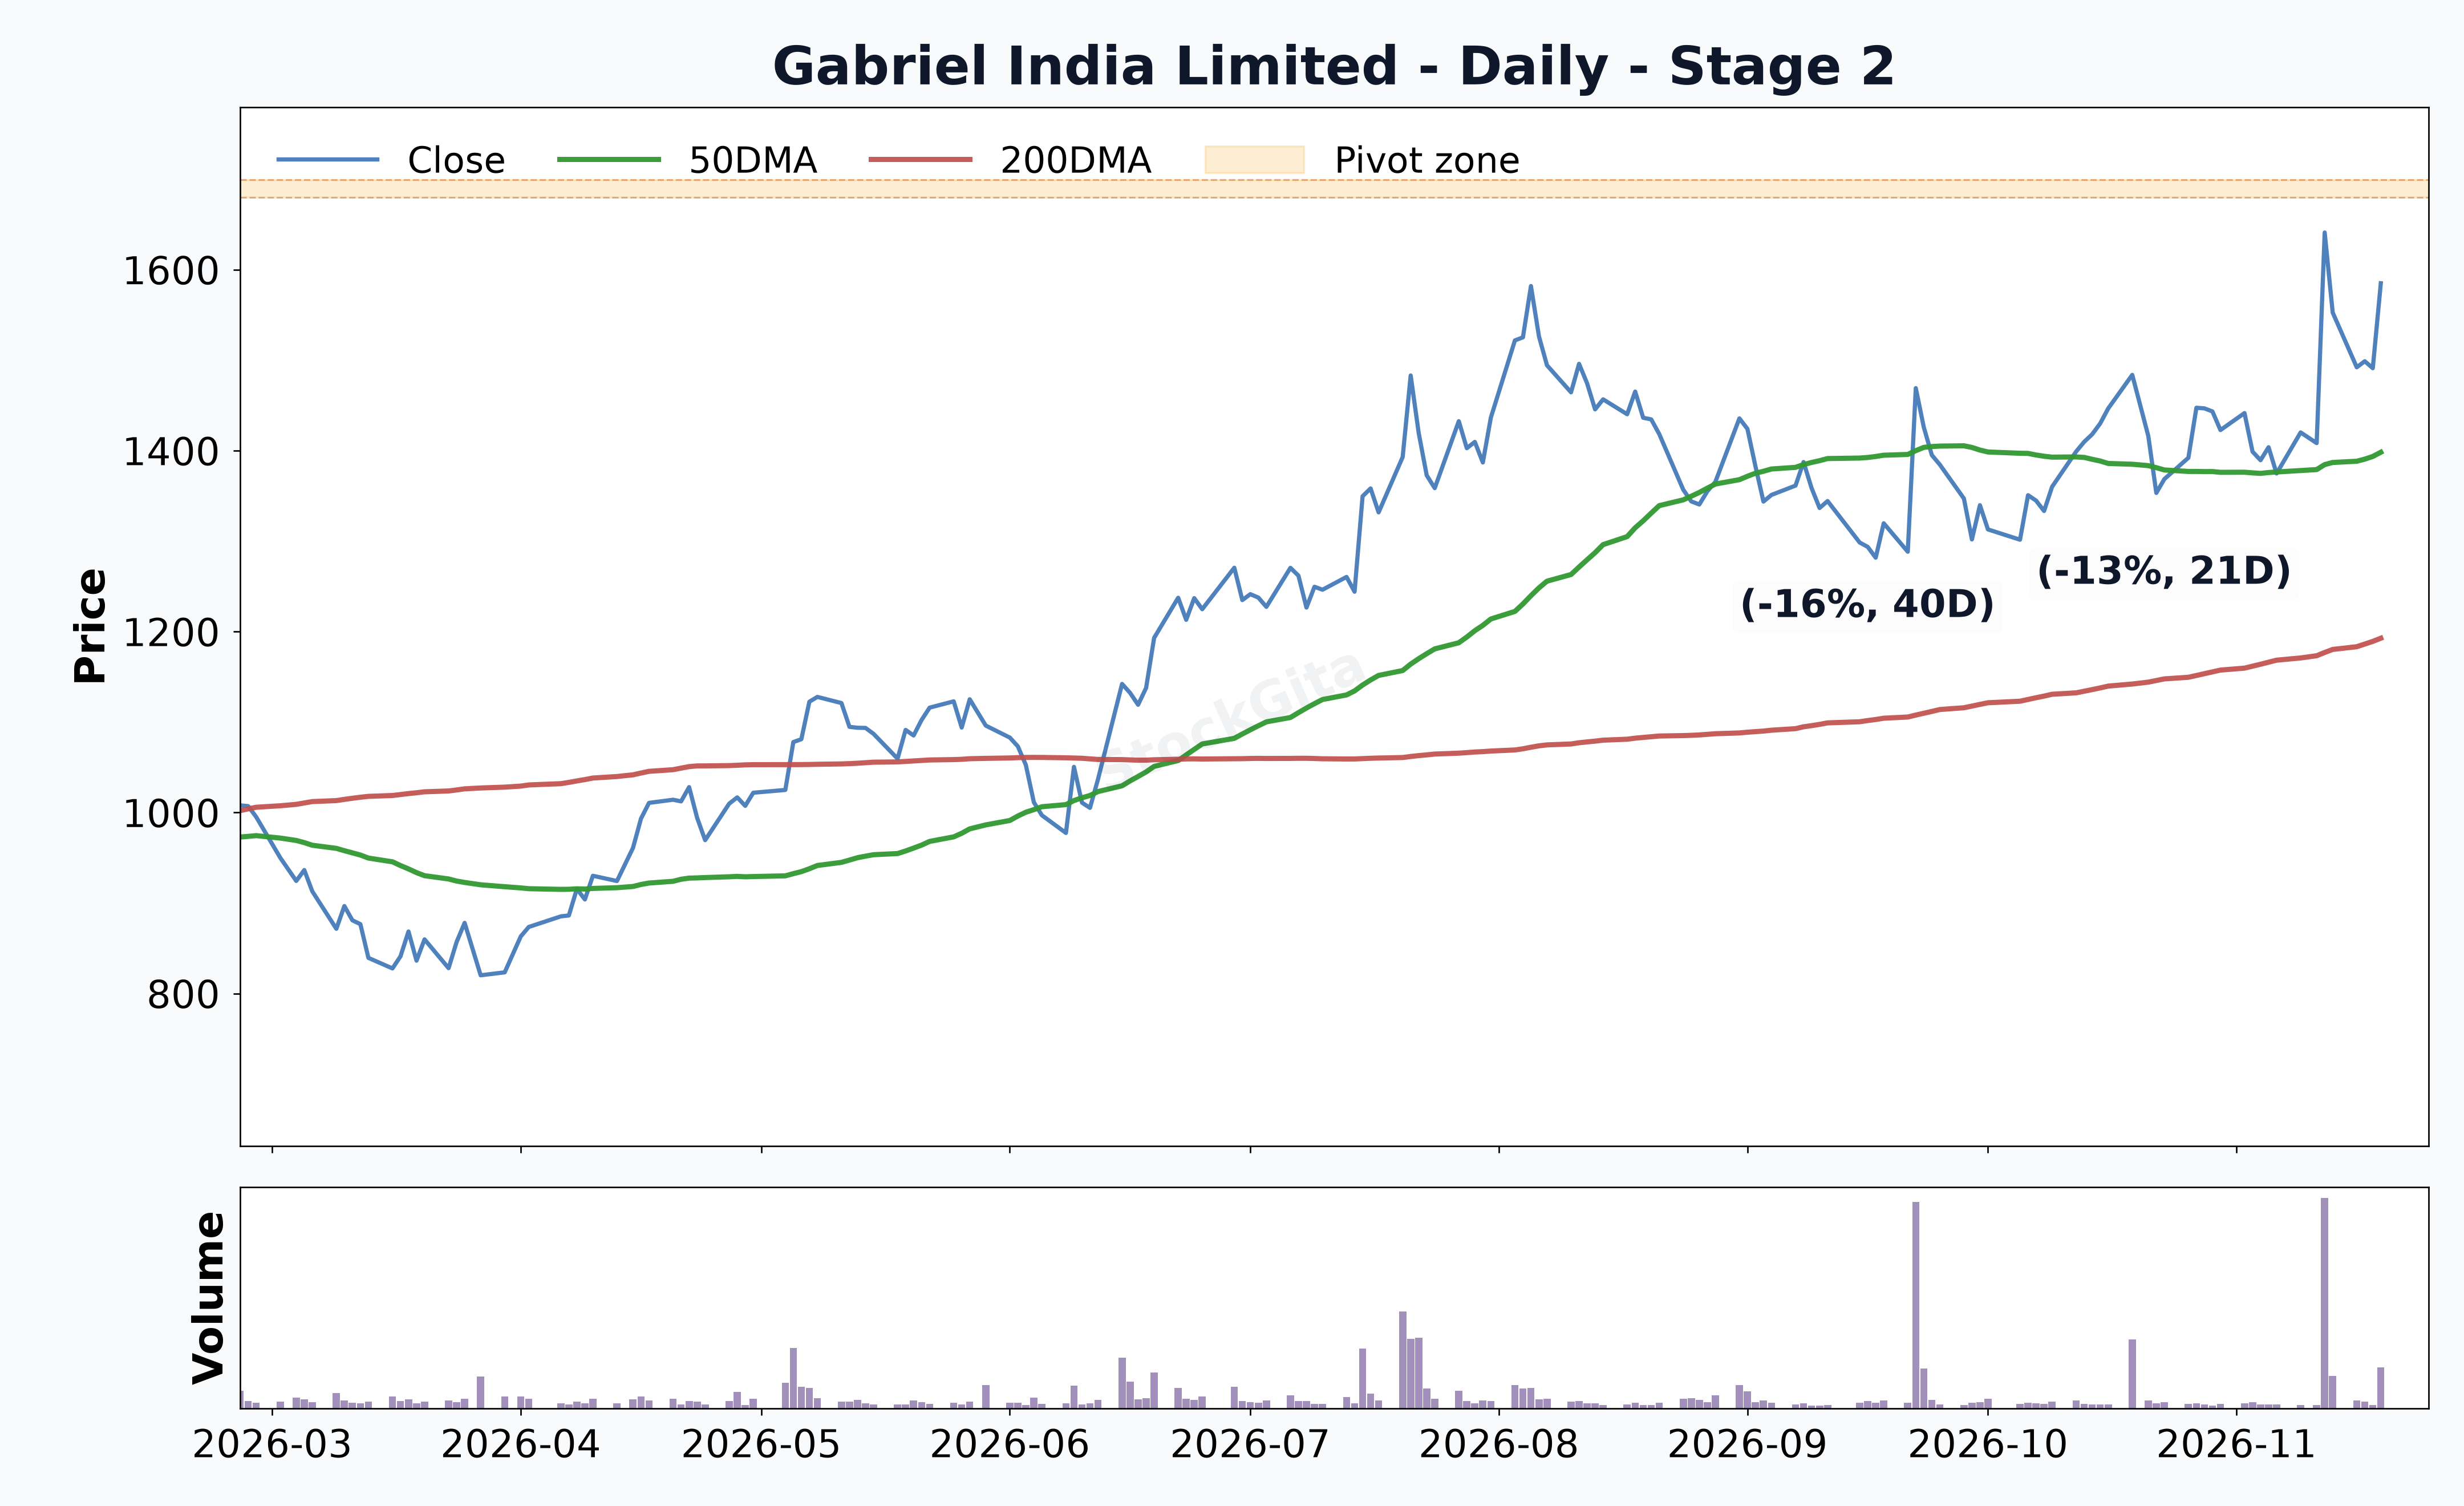 Gabriel India Limited - Daily - Stage 2
Close 50DMA 200DMA Pivot zone
1600
1400
1200
1000
800
Price
(-16%, 40D)
(-13%, 21D)
StockGita
Volume
2026-03 2026-04 2026-05 2026-06 2026-07 2026-08 2026-09 2026-10 2026-11